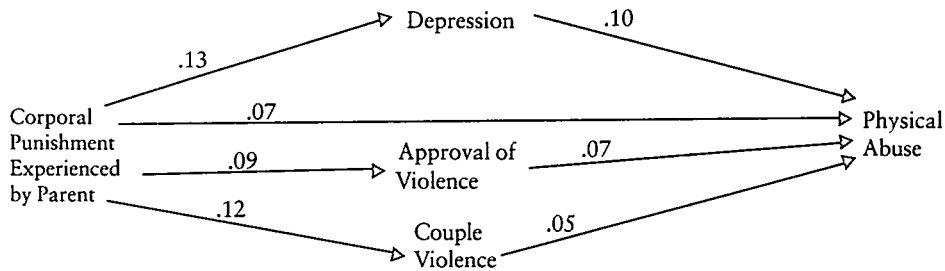 Depression
.10
.13
.07
Corporal
Punishment
Experienced
by Parent
Physical
Abuse
.09
Approval of
Violence
.07
.12
Couple
Violence
.05